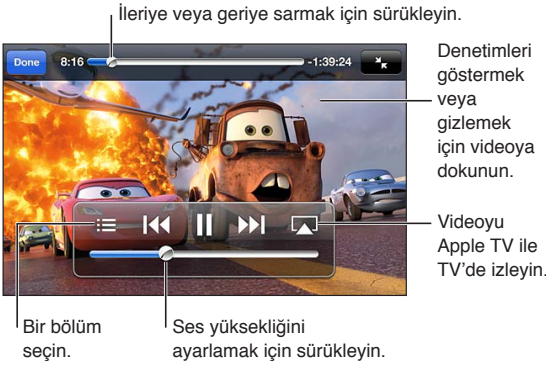 İleriye veya geriye sarmak için sürükleyin.
Done
8:16
-1:39:24
Denetimleri
göstermek
veya
gizlemek
için videoya
dokunun.
Videoyu
Apple TV ile
TV'de izleyin.
Bir bölüm
seçin.
Ses yüksekliğini
ayarlamak için sürükleyin.